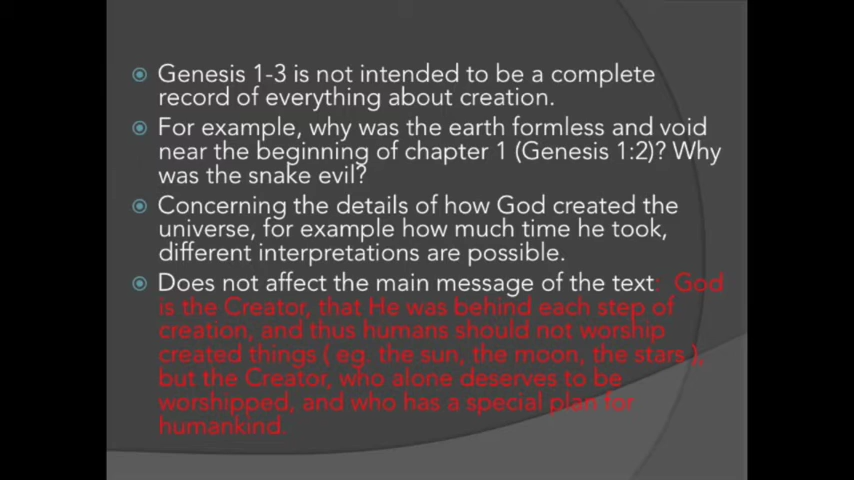 Genesis 1-3 is not intended to be a complete
record of everything about creation.
For example, why was the earth formless and void
near the beginning of chapter 1 (Genesis 1:2)? Why
was the snake evil?
Concerning the details of how God created the
universe, for example how much time he took,
different interpretations are possible.
Does not affect the main message of the text: God
is the Creator, that He was behind each step of
creation, and thus humans should not worship
created things ( eg. the sun, the moon, the stars ),
but the Creator, who alone deserves to be
worshipped, and who has a special plan for
humankind.